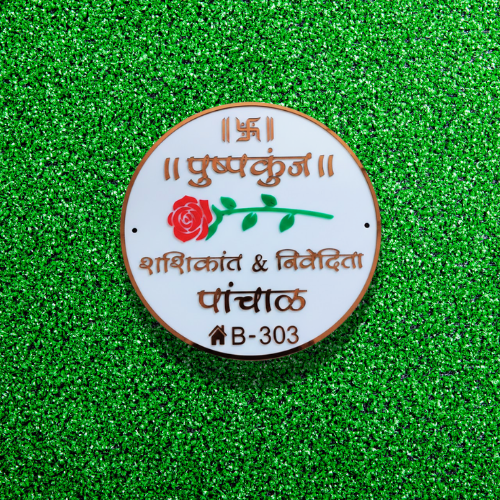 ॥ 卐 ॥
॥ पुष्पकुंज ॥
शशिकांत & निवेदिता
पांचाळ
B-303